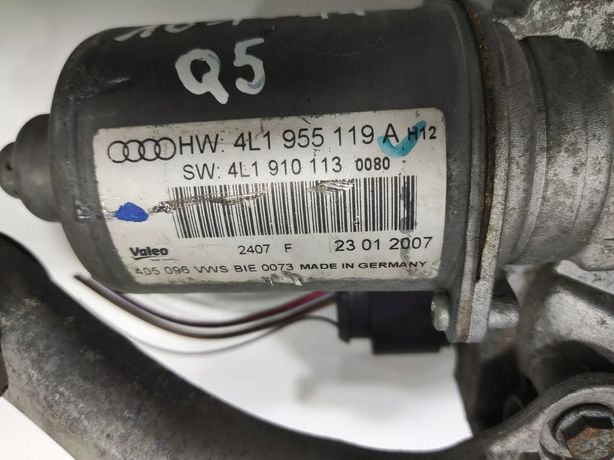 Q5
HW: 4L1 955 119 A H12
SW: 4L1 910 113 0080
Valeo
2407 F 23 01 2007
405 096 VVVS BIE 0073 MADE IN GERMANY